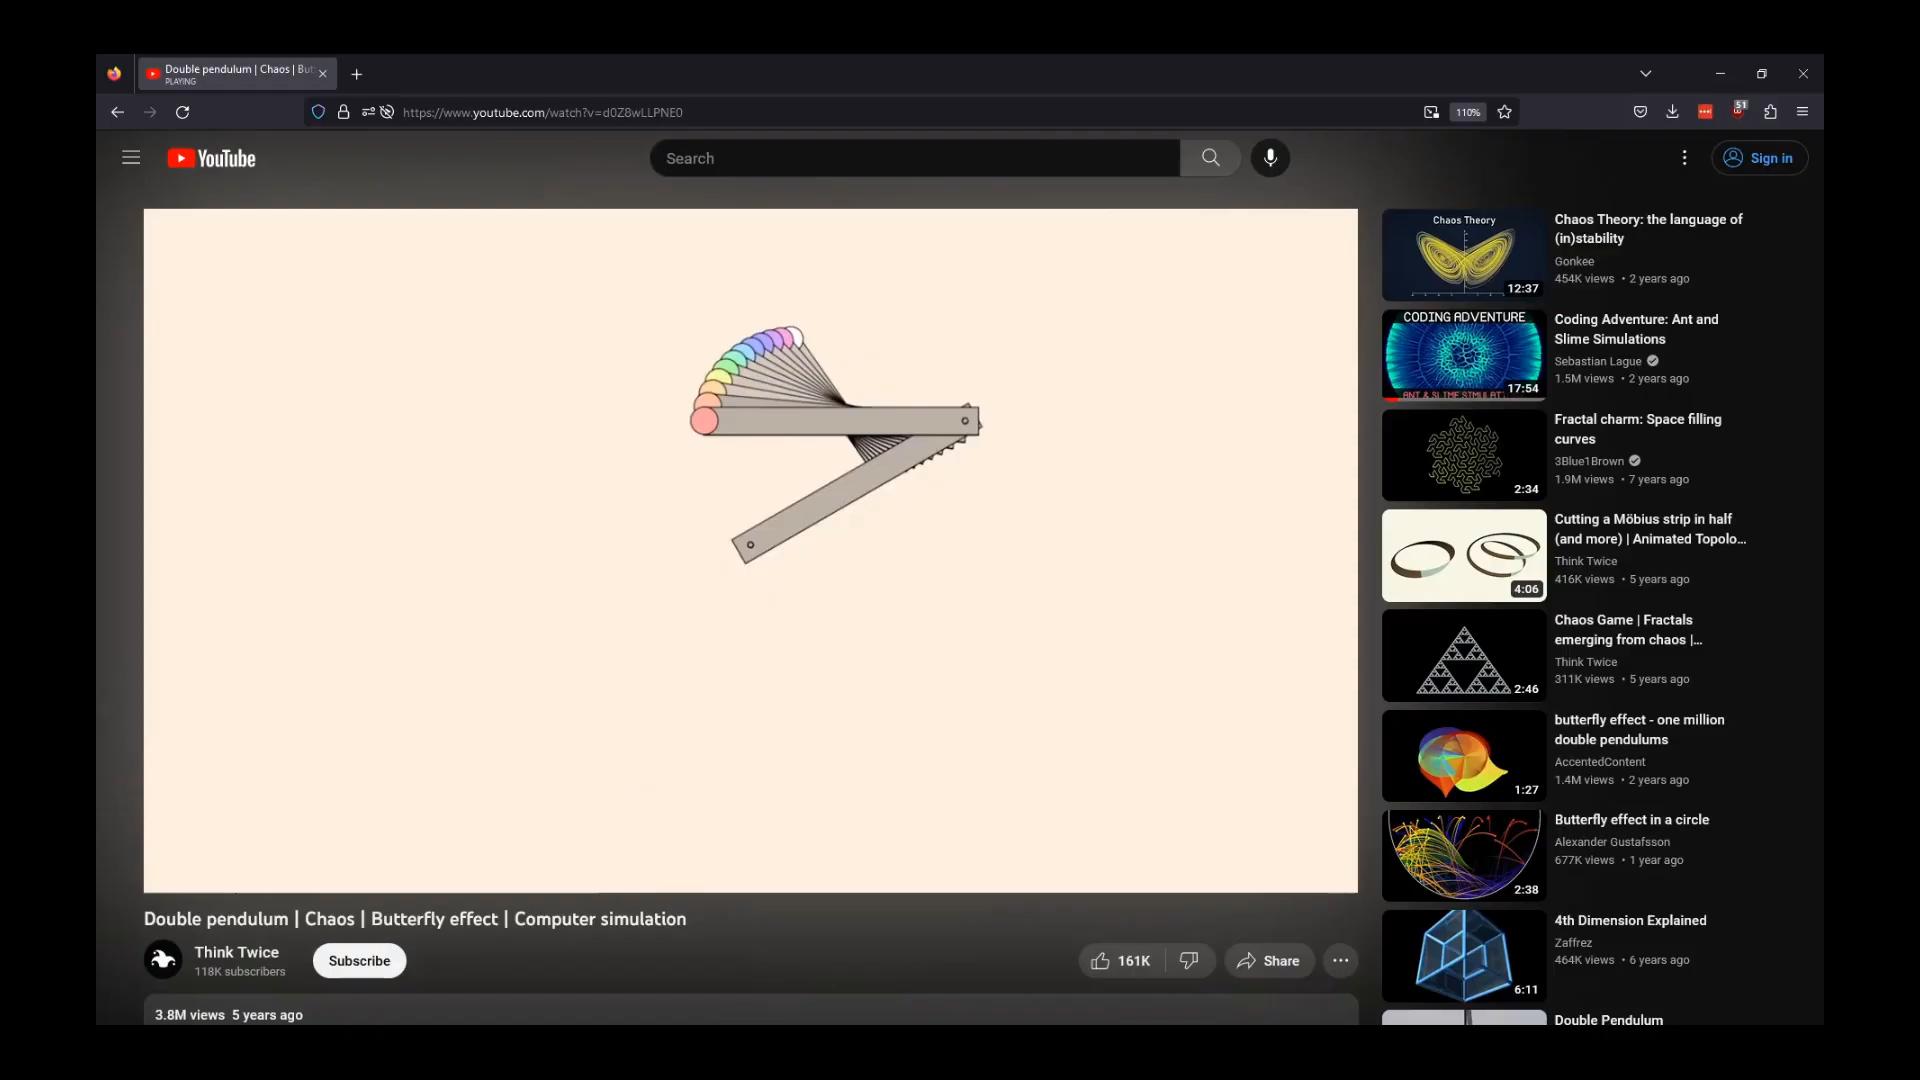 Double pendulum | Chaos | But
PLAYING
https://www.youtube.com/watch?v=d0Z8wLLPNE0
110%
51
YouTube
Search
Sign in
Chaos Theory
12:37
Chaos Theory: the language of
(in)stability
Gonkee
454K views • 2 years ago
CODING ADVENTURE
17:54
ANT & SLIME SIMULAT
Coding Adventure: Ant and
Slime Simulations
Sebastian Lague
1.5M views • 2 years ago
2:34
Fractal charm: Space filling
curves
3Blue1Brown
1.9M views • 7 years ago
4:06
Cutting a Möbius strip in half
(and more) | Animated Topolo...
Think Twice
416K views • 5 years ago
2:46
Chaos Game | Fractals
emerging from chaos |...
Think Twice
311K views • 5 years ago
1:27
butterfly effect - one million
double pendulums
AccentedContent
1.4M views • 2 years ago
2:38
Butterfly effect in a circle
Alexander Gustafsson
677K views • 1 year ago
6:11
4th Dimension Explained
Zaffrez
464K views • 6 years ago
Double Pendulum
Double pendulum | Chaos | Butterfly effect | Computer simulation
Think Twice
118K subscribers
Subscribe
161K
Share
3.8M views 5 years ago